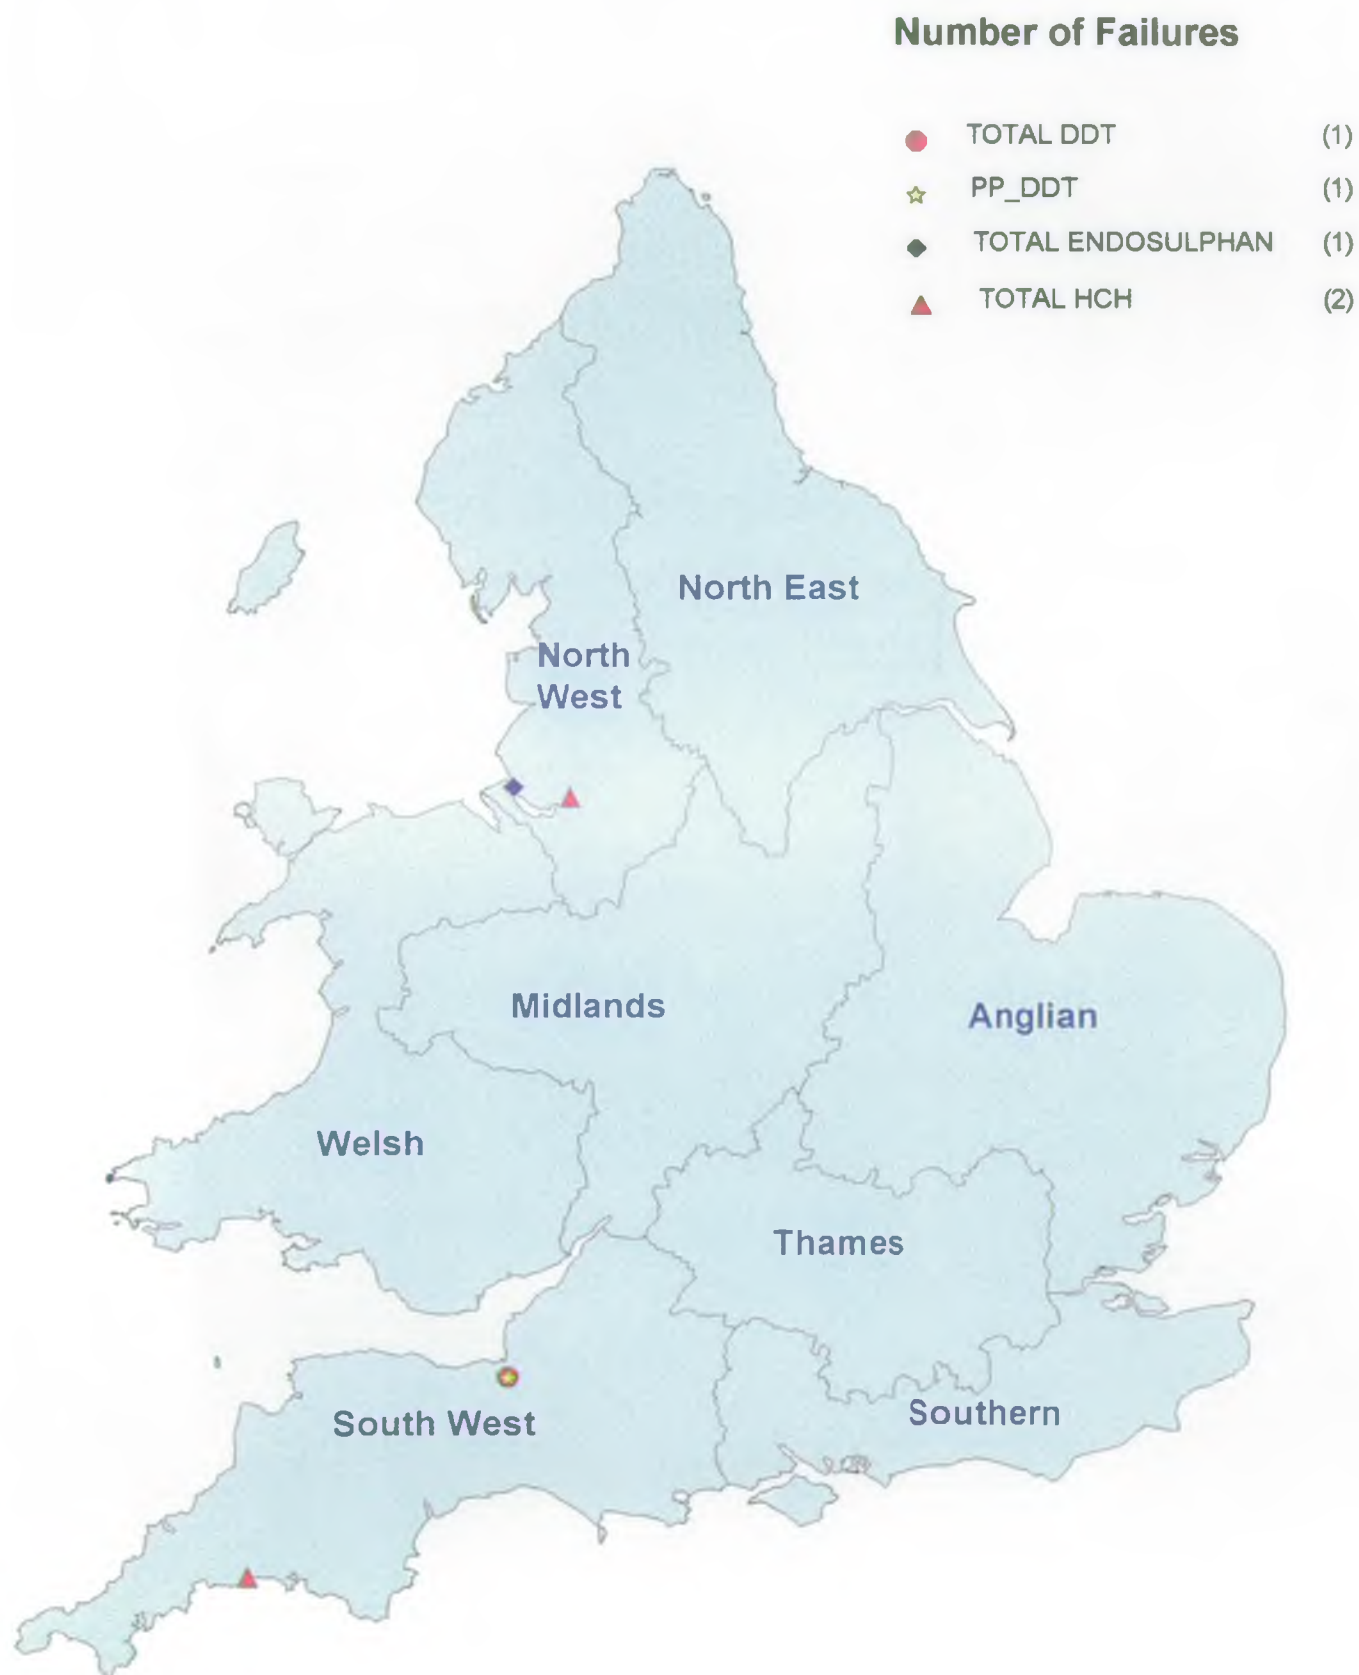 Number of Failures
TOTAL DDT (1)
PP_DDT (1)
TOTAL ENDOSULPHAN (1)
TOTAL HCH (2)
North East
North
West
Midlands
Anglian
Welsh
Thames
Southern
South West